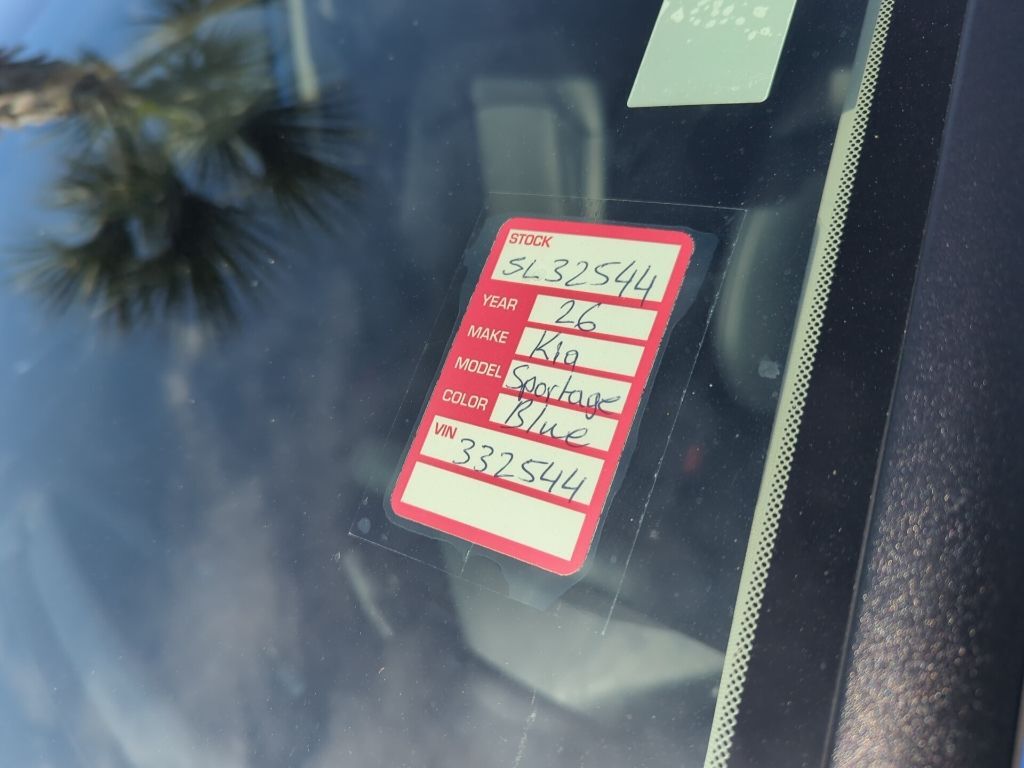 STOCK
SL32544
YEAR 26
MAKE Kia
MODEL Sportage
COLOR Blue
VIN 332544